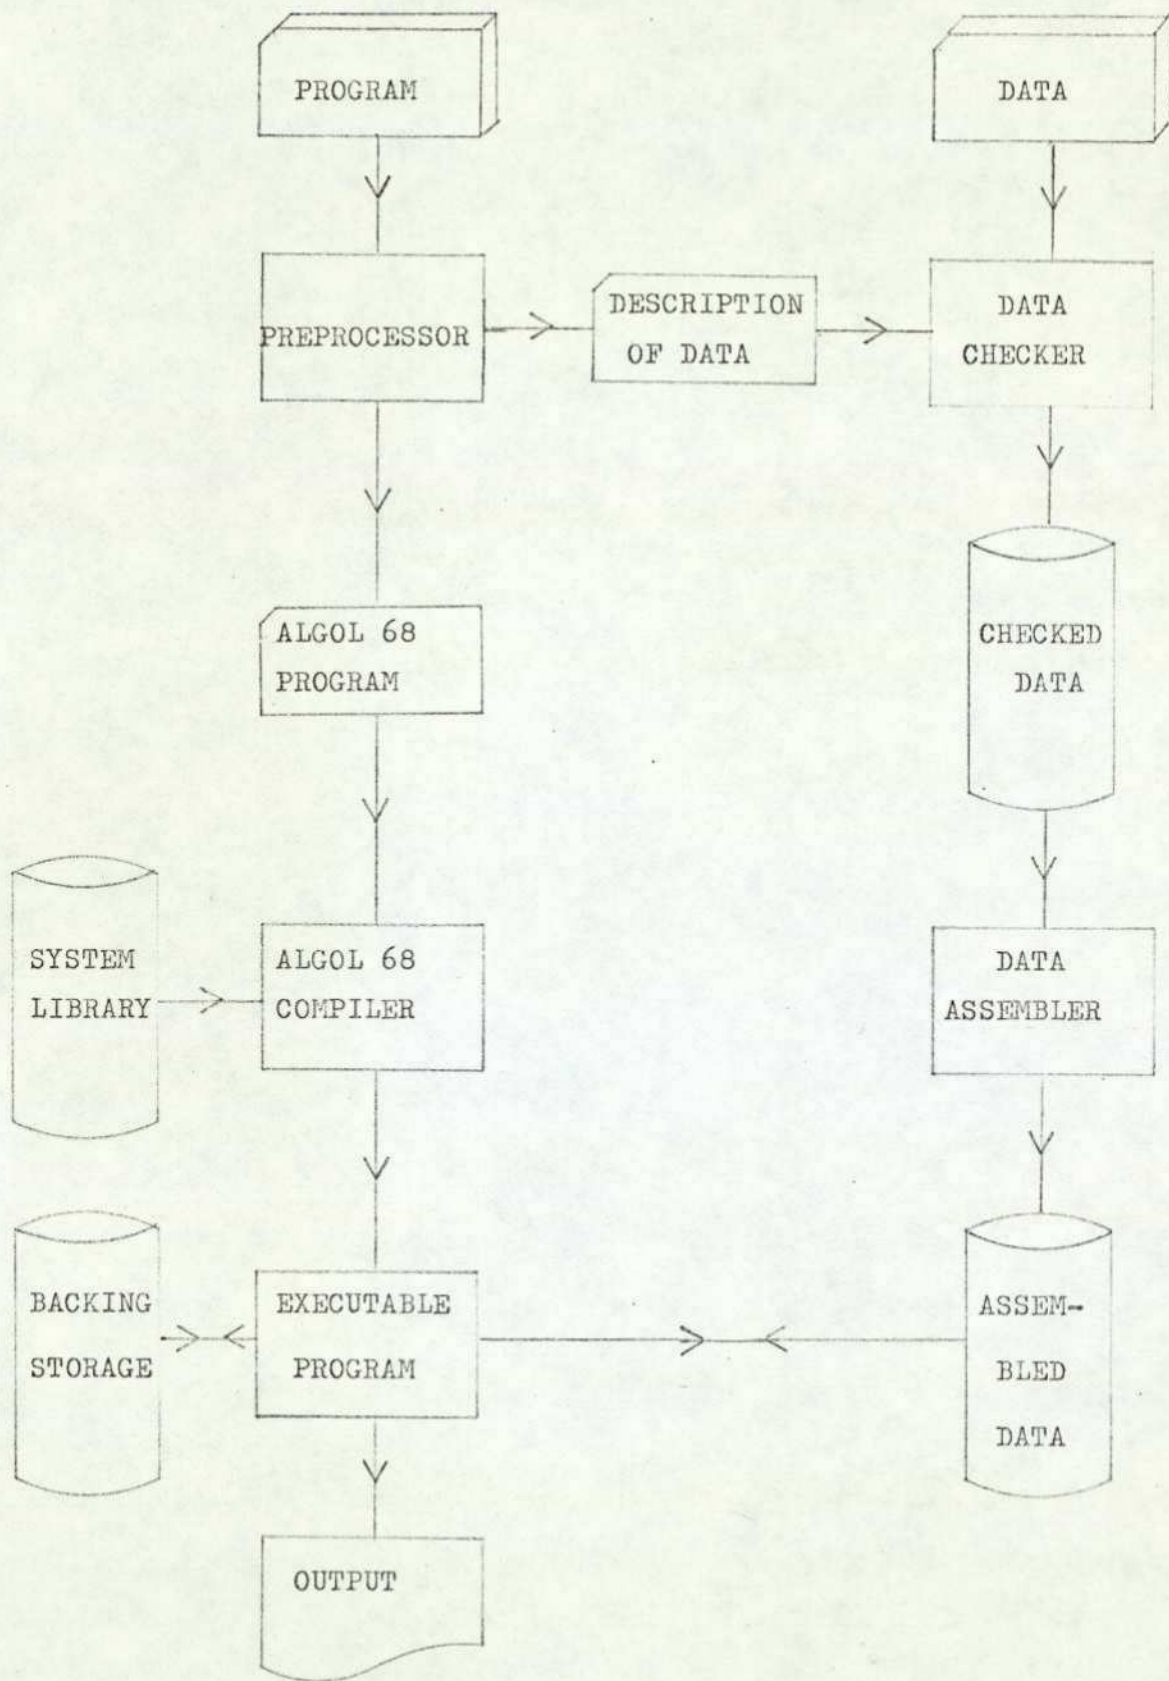 PROGRAM
DATA
PREPROCESSOR
DESCRIPTION
OF DATA
DATA
CHECKER
ALGOL 68
PROGRAM
CHECKED
DATA
SYSTEM
LIBRARY
ALGOL 68
COMPILER
DATA
ASSEMBLER
BACKING
STORAGE
EXECUTABLE
PROGRAM
ASSEM-
BLED
DATA
OUTPUT